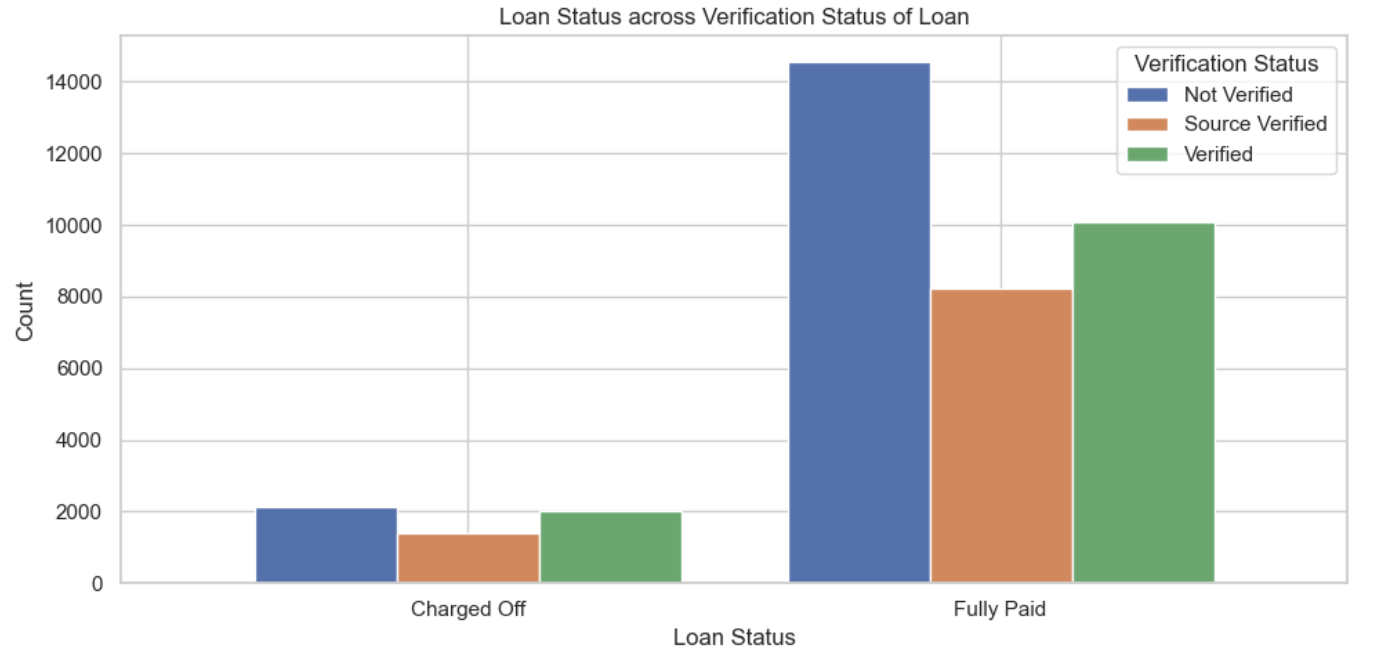 Loan Status across Verification Status of Loan
Verification Status
Not Verified
Source Verified
Verified
14000
12000
10000
8000
6000
4000
2000
0
Count
Charged Off
Fully Paid
Loan Status